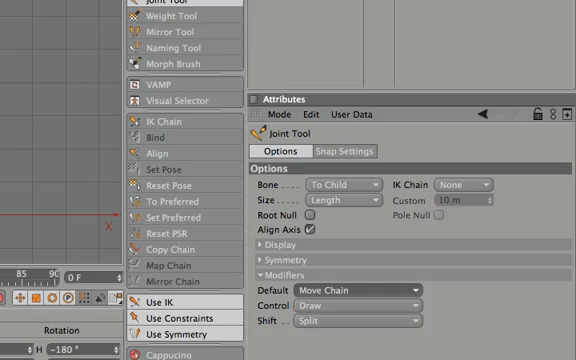 Joint Tool
Weight Tool
Mirror Tool
Naming Tool
Morph Brush
VAMP
Visual Selector
IK Chain
Bind
Align
Set Pose
Reset Pose
To Preferred
Set Preferred
Reset PSR
Copy Chain
Map Chain
Mirror Chain
Use IK
Use Constraints
Use Symmetry
Cappucino
X
85 90
0 F
P
Rotation
H -180 °
Attributes
Mode Edit User Data
Joint Tool
Options Snap Settings
Options
Bone .... To Child IK Chain None
Size ..... Length Custom 10 m
Root Null Pole Null
Align Axis
Display
Symmetry
Modifiers
Default Move Chain
Control Draw
Shift .. Split